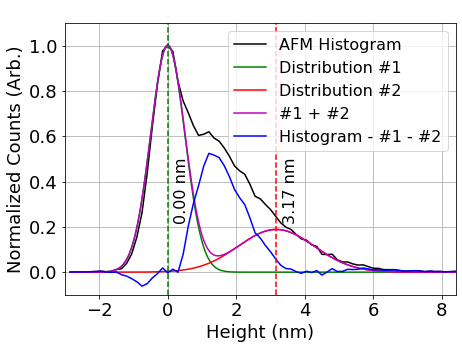 AFM Histogram
Distribution #1
Distribution #2
#1 + #2
Histogram - #1 - #2
Normalized Counts (Arb.)
1.0
0.8
0.6
0.4
0.2
0.0
0.00 nm
3.17 nm
−2
0
2
4
6
8
Height (nm)